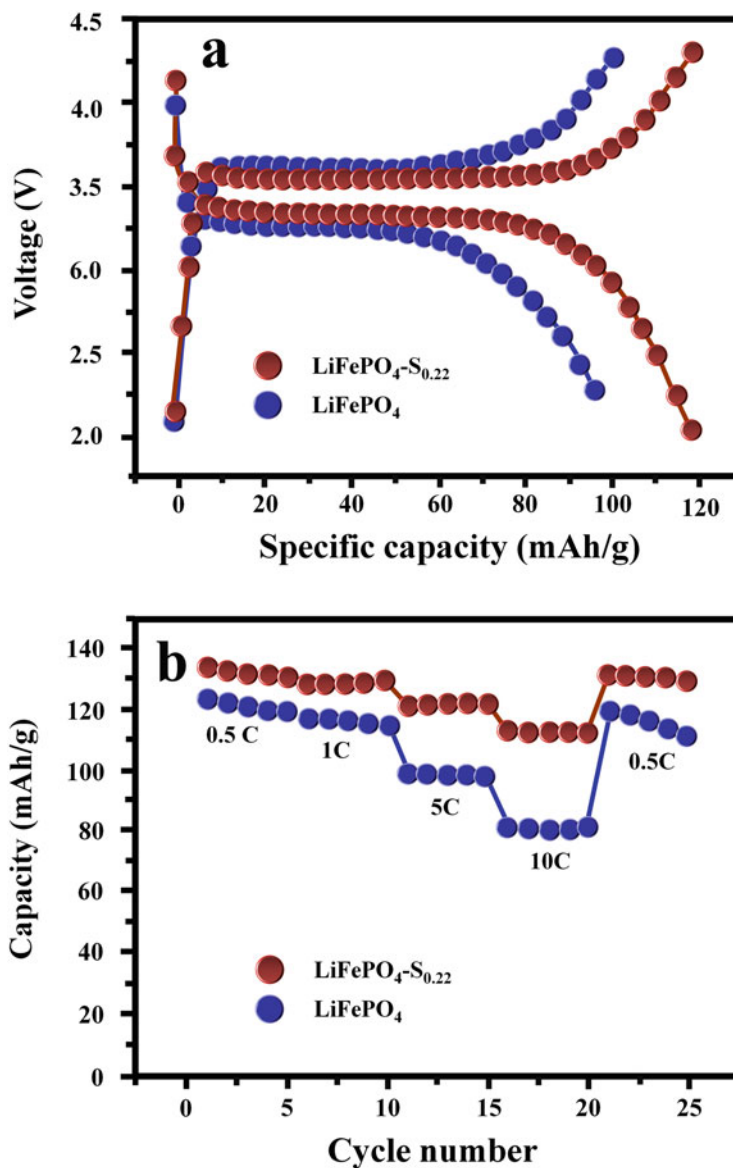 a
4.5
4.0
3.5
6.0
2.5
2.0
Voltage (V)
LiFePO₄-S₀.₂₂
LiFePO₄
0 20 40 60 80 100 120
Specific capacity (mAh/g)
b
140
120
100
80
60
40
20
0
Capacity (mAh/g)
0.5 C
1C
5C
10C
0.5C
LiFePO₄-S₀.₂₂
LiFePO₄
0 5 10 15 20 25
Cycle number